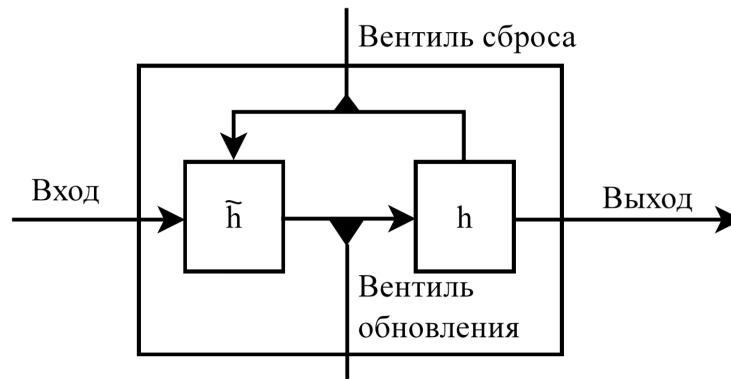 Вентиль сброса
Вход
h̃
h
Выход
Вентиль
обновления